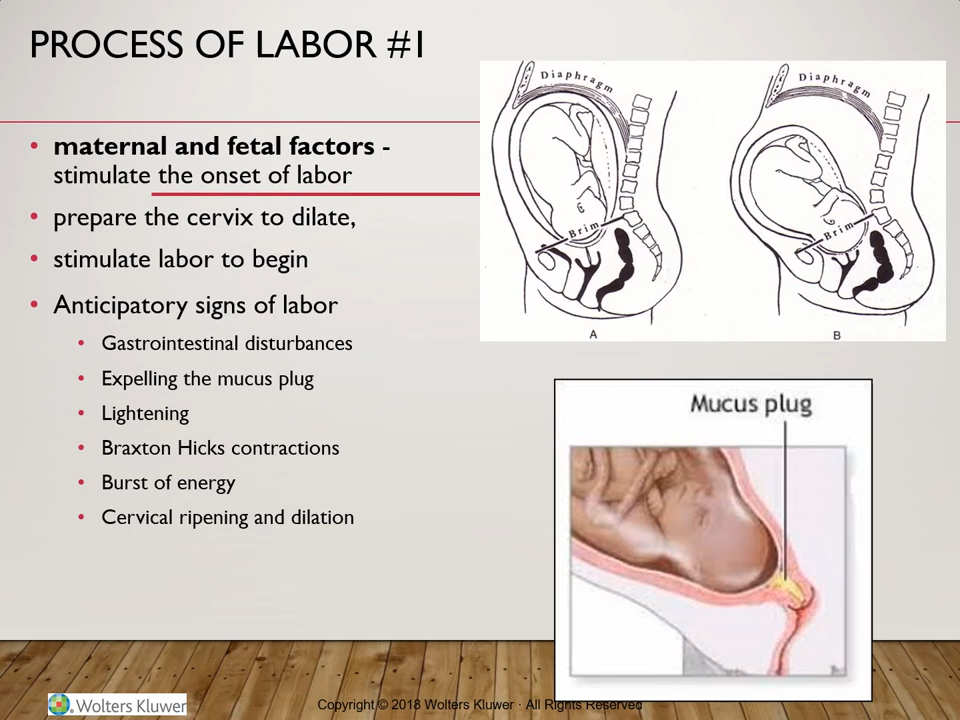 PROCESS OF LABOR #1
• maternal and fetal factors -
stimulate the onset of labor
• prepare the cervix to dilate,
• stimulate labor to begin
• Anticipatory signs of labor
• Gastrointestinal disturbances
• Expelling the mucus plug
• Lightening
• Braxton Hicks contractions
• Burst of energy
• Cervical ripening and dilation
Diaphragm
Brim
A
Diaphragm
Brim
B
Mucus plug
Wolters Kluwer
Copyright © 2018 Wolters Kluwer · All Rights Reserved